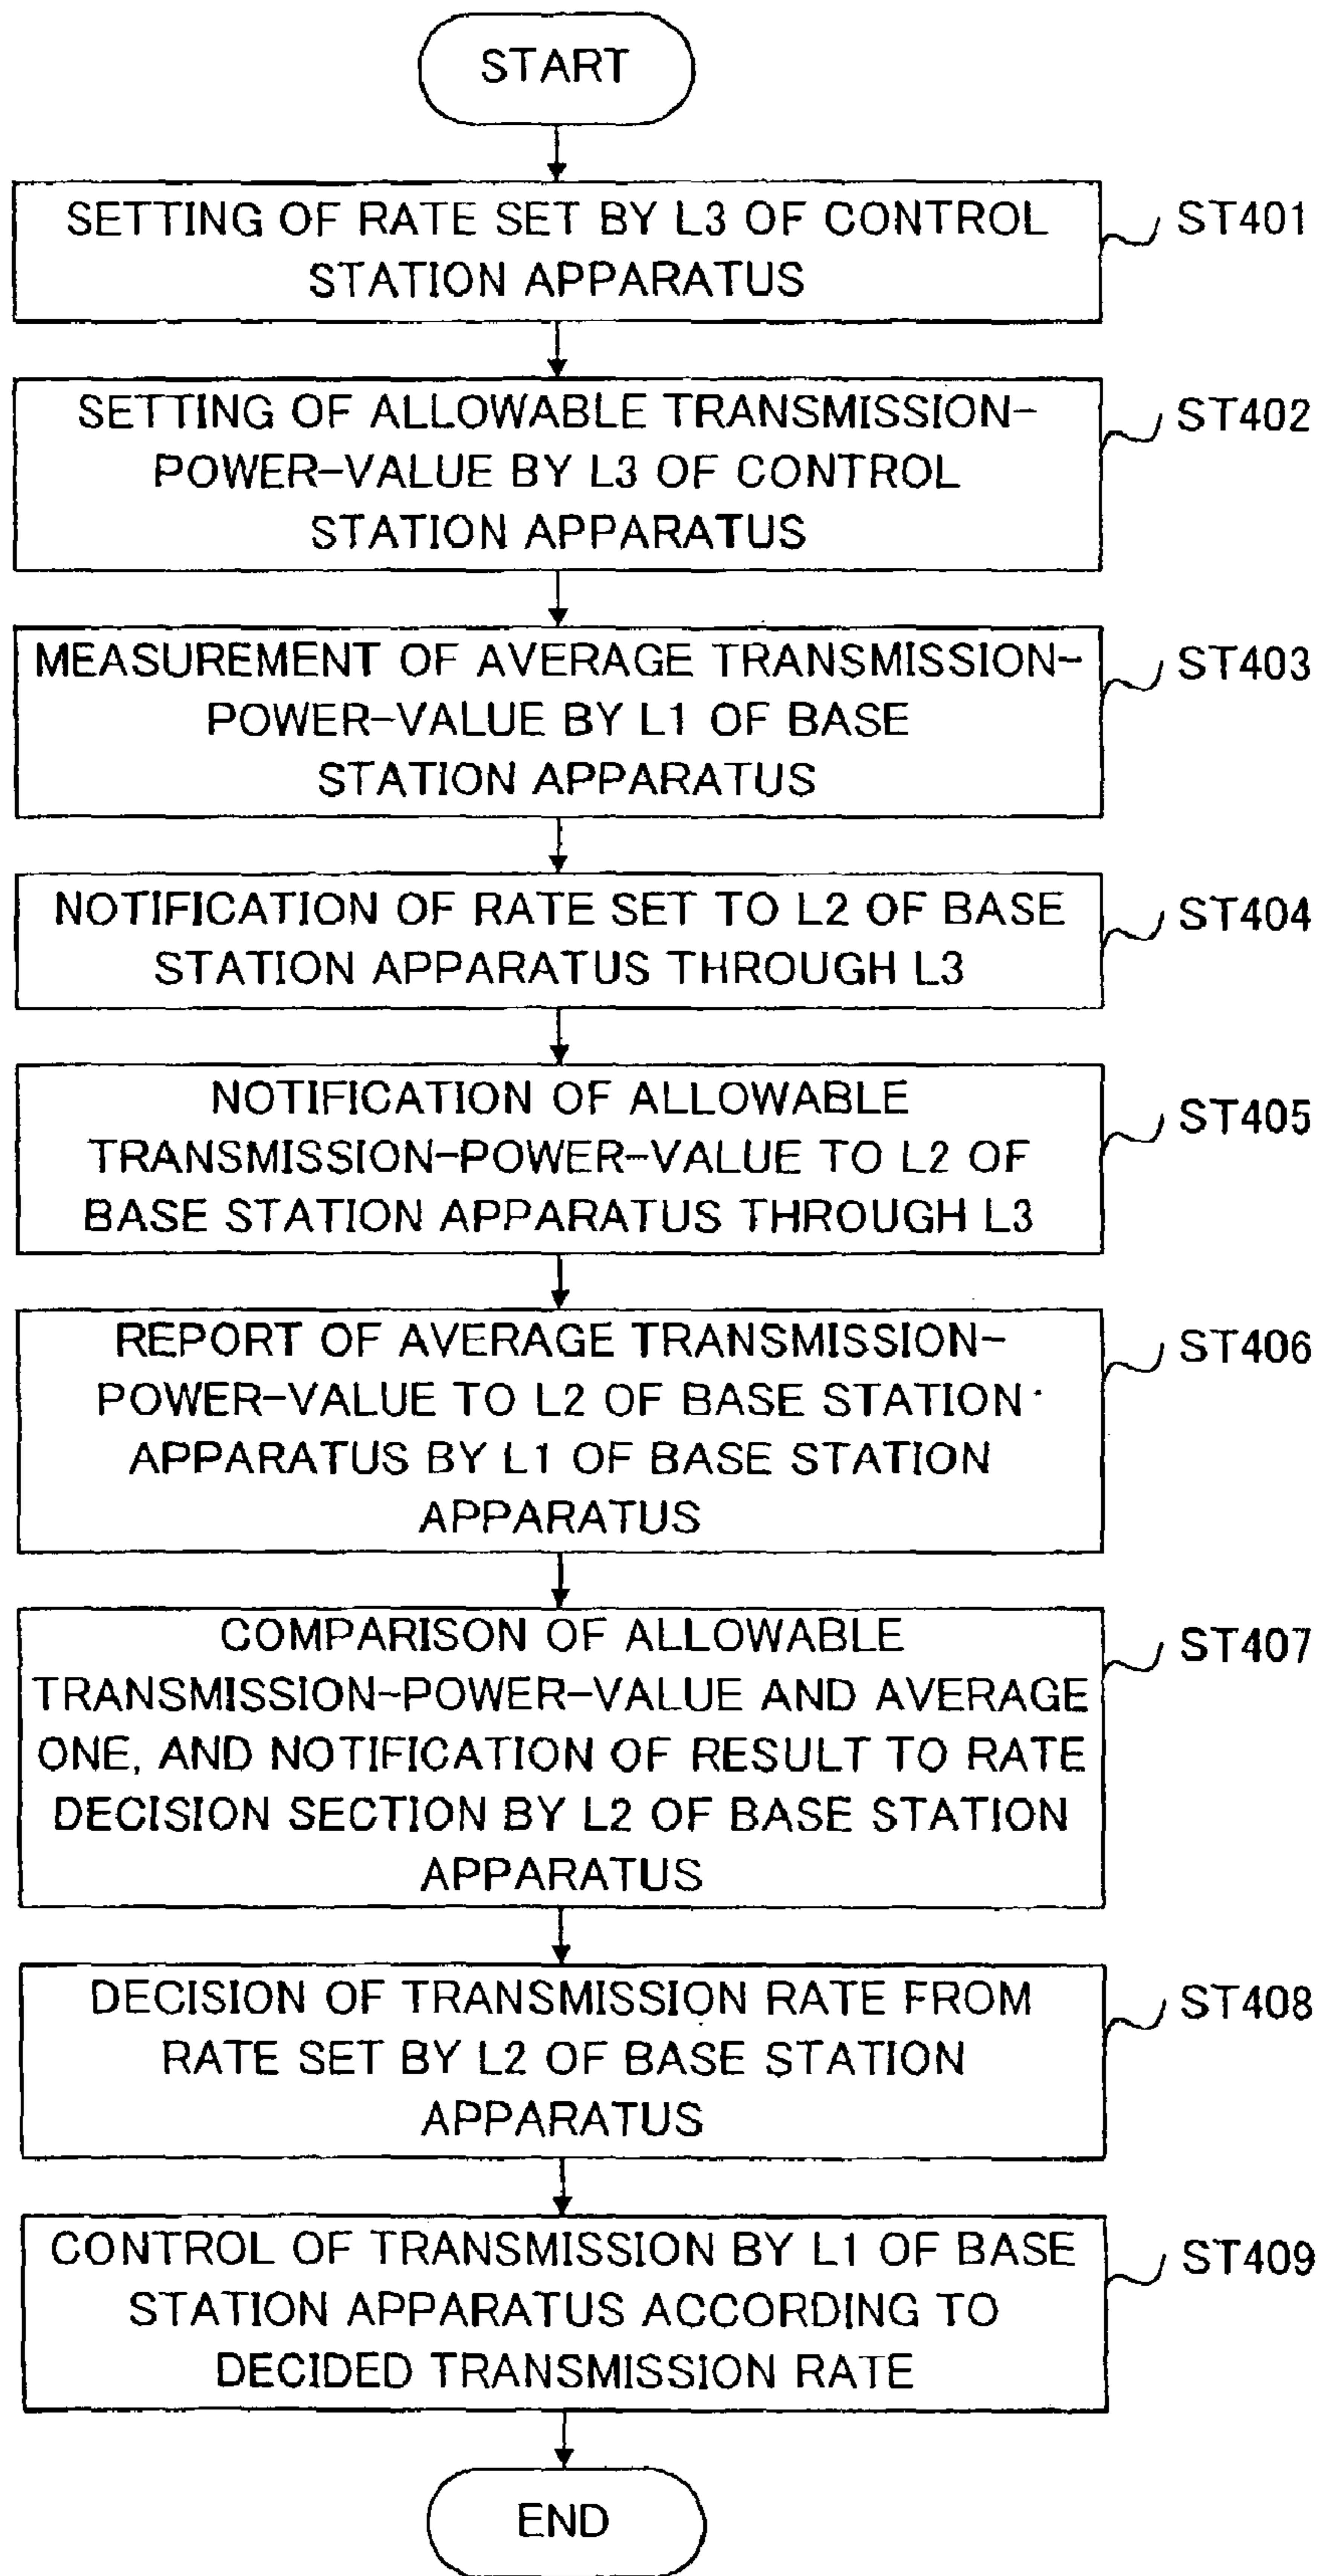 START
SETTING OF RATE SET BY L3 OF CONTROL
STATION APPARATUS
ST401
SETTING OF ALLOWABLE TRANSMISSION-
POWER-VALUE BY L3 OF CONTROL
STATION APPARATUS
ST402
MEASUREMENT OF AVERAGE TRANSMISSION-
POWER-VALUE BY L1 OF BASE
STATION APPARATUS
ST403
NOTIFICATION OF RATE SET TO L2 OF BASE
STATION APPARATUS THROUGH L3
ST404
NOTIFICATION OF ALLOWABLE
TRANSMISSION-POWER-VALUE TO L2 OF
BASE STATION APPARATUS THROUGH L3
ST405
REPORT OF AVERAGE TRANSMISSION-
POWER-VALUE TO L2 OF BASE STATION
APPARATUS BY L1 OF BASE STATION
APPARATUS
ST406
COMPARISON OF ALLOWABLE
TRANSMISSION-POWER-VALUE AND AVERAGE
ONE, AND NOTIFICATION OF RESULT TO RATE
DECISION SECTION BY L2 OF BASE STATION
APPARATUS
ST407
DECISION OF TRANSMISSION RATE FROM
RATE SET BY L2 OF BASE STATION
APPARATUS
ST408
CONTROL OF TRANSMISSION BY L1 OF BASE
STATION APPARATUS ACCORDING TO
DECIDED TRANSMISSION RATE
ST409
END